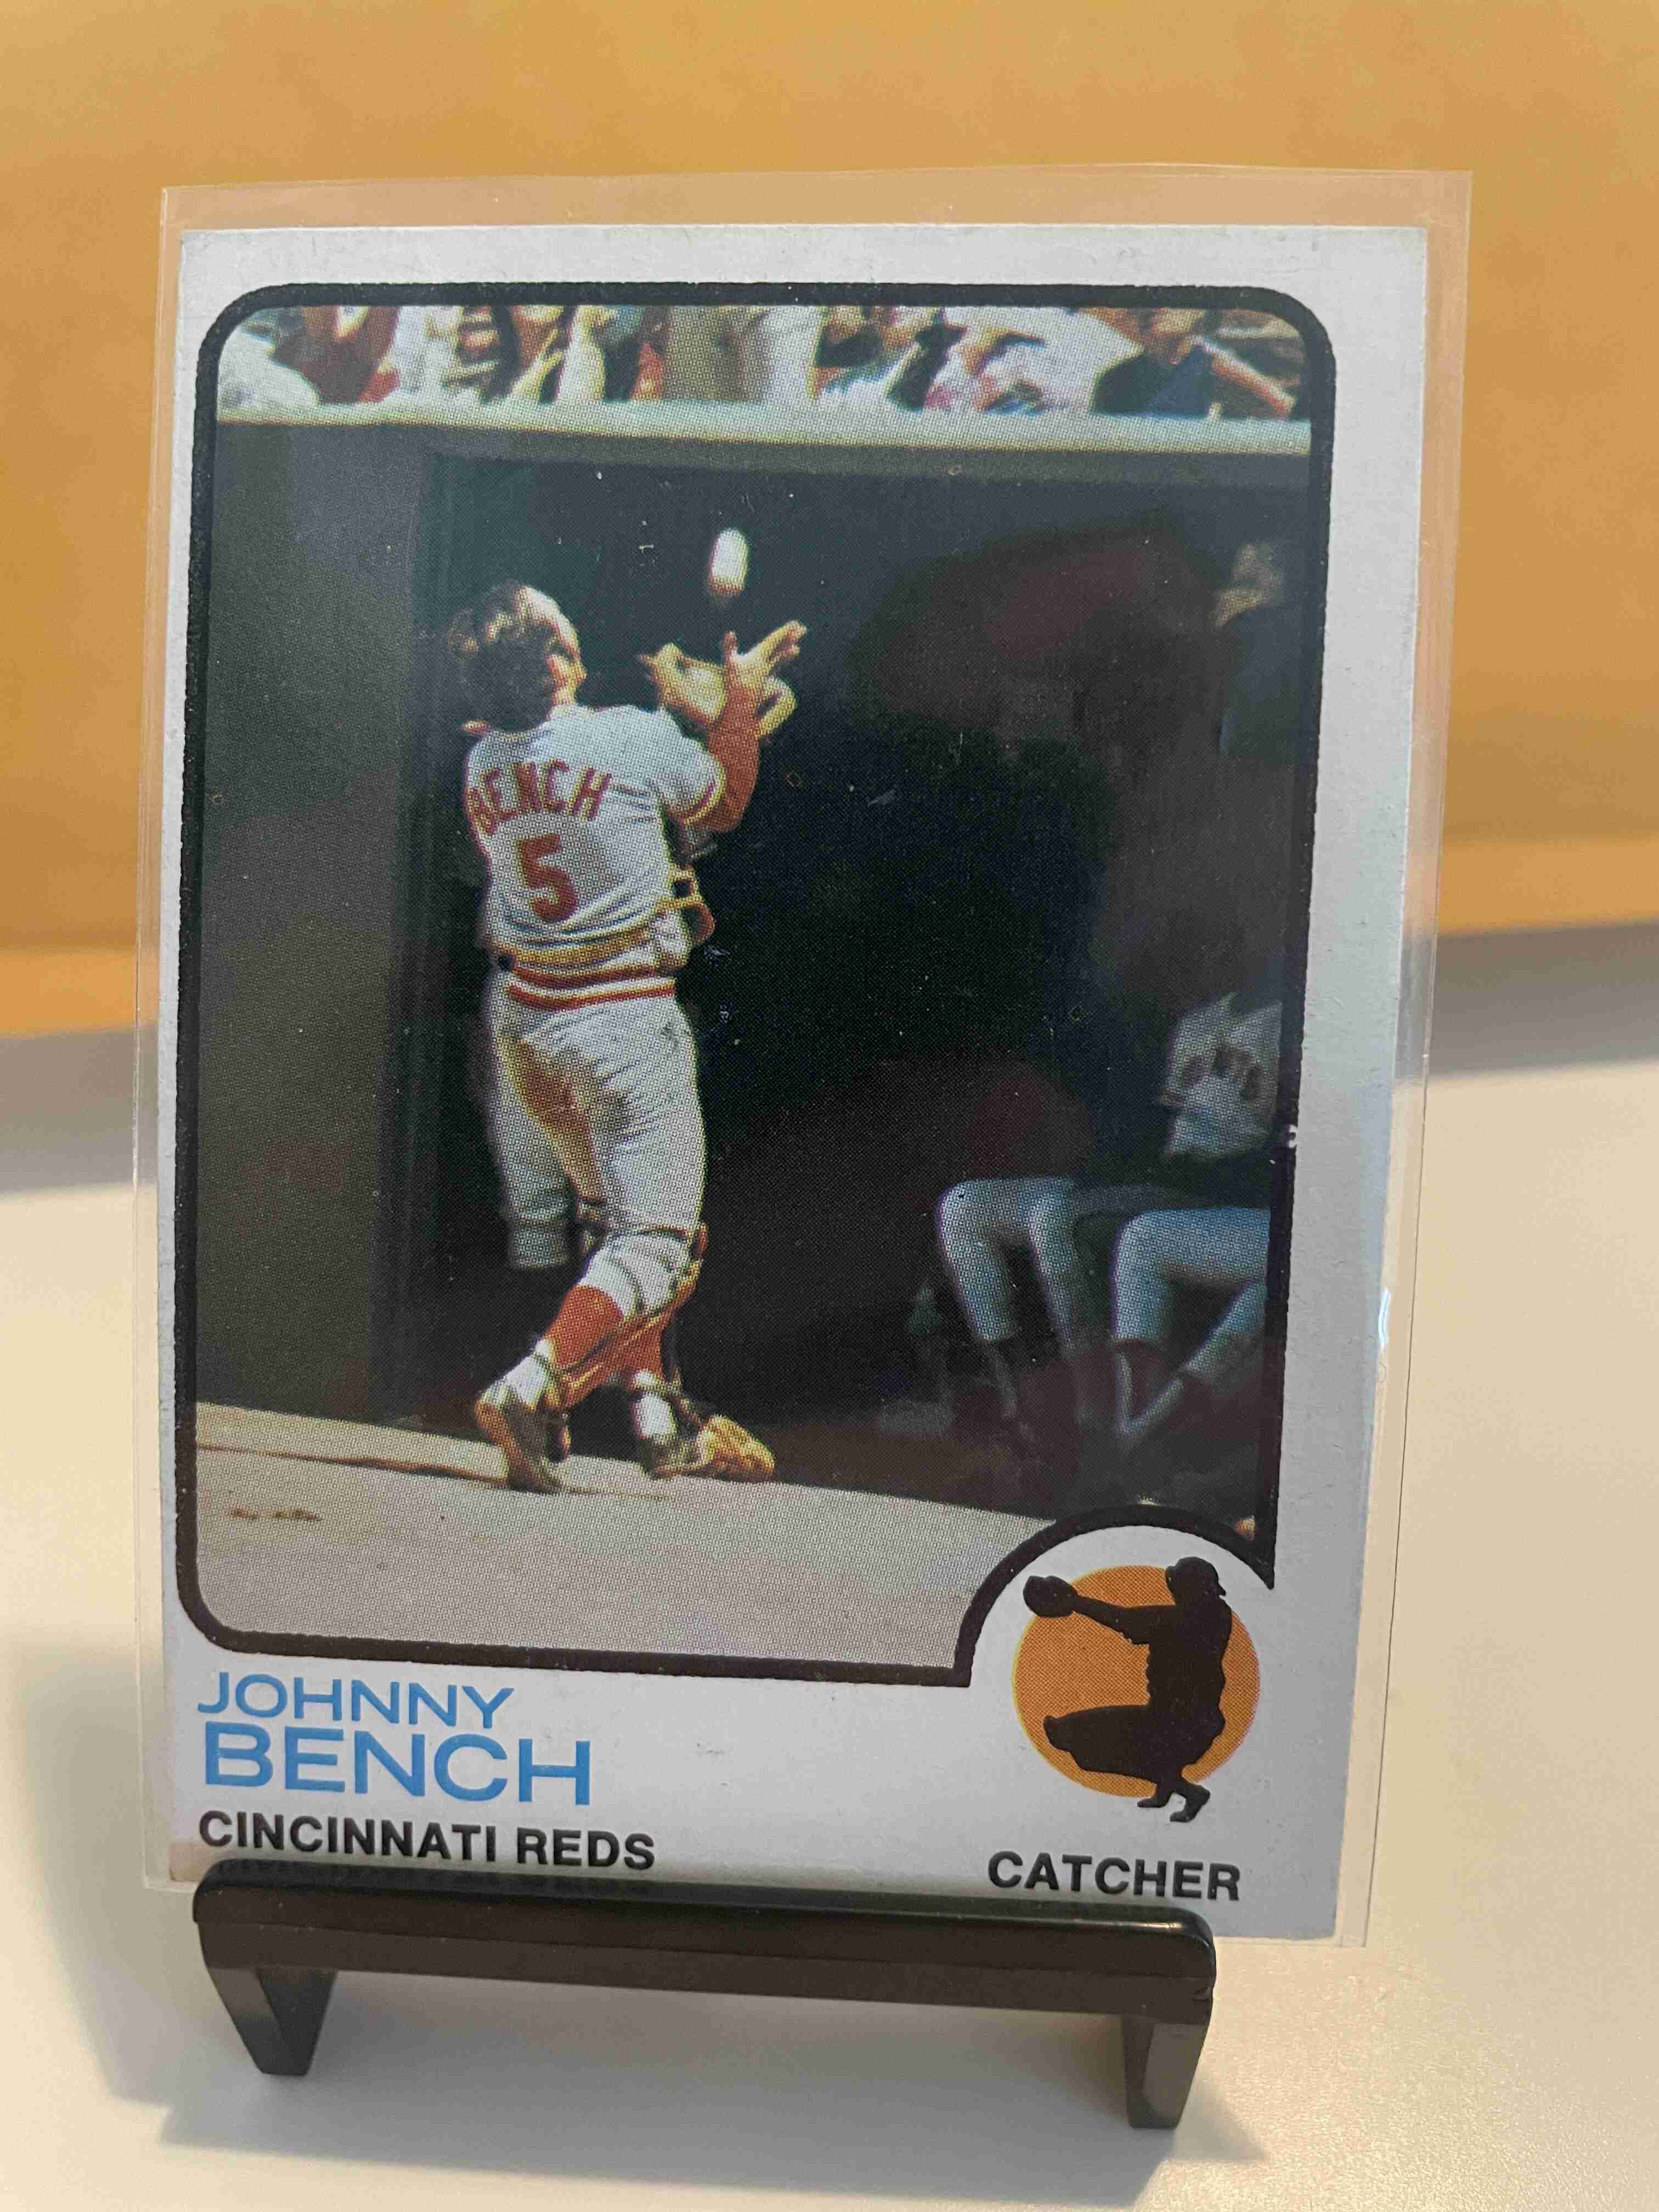 BENCH
5
JOHNNY
BENCH
CINCINNATI REDS
CATCHER